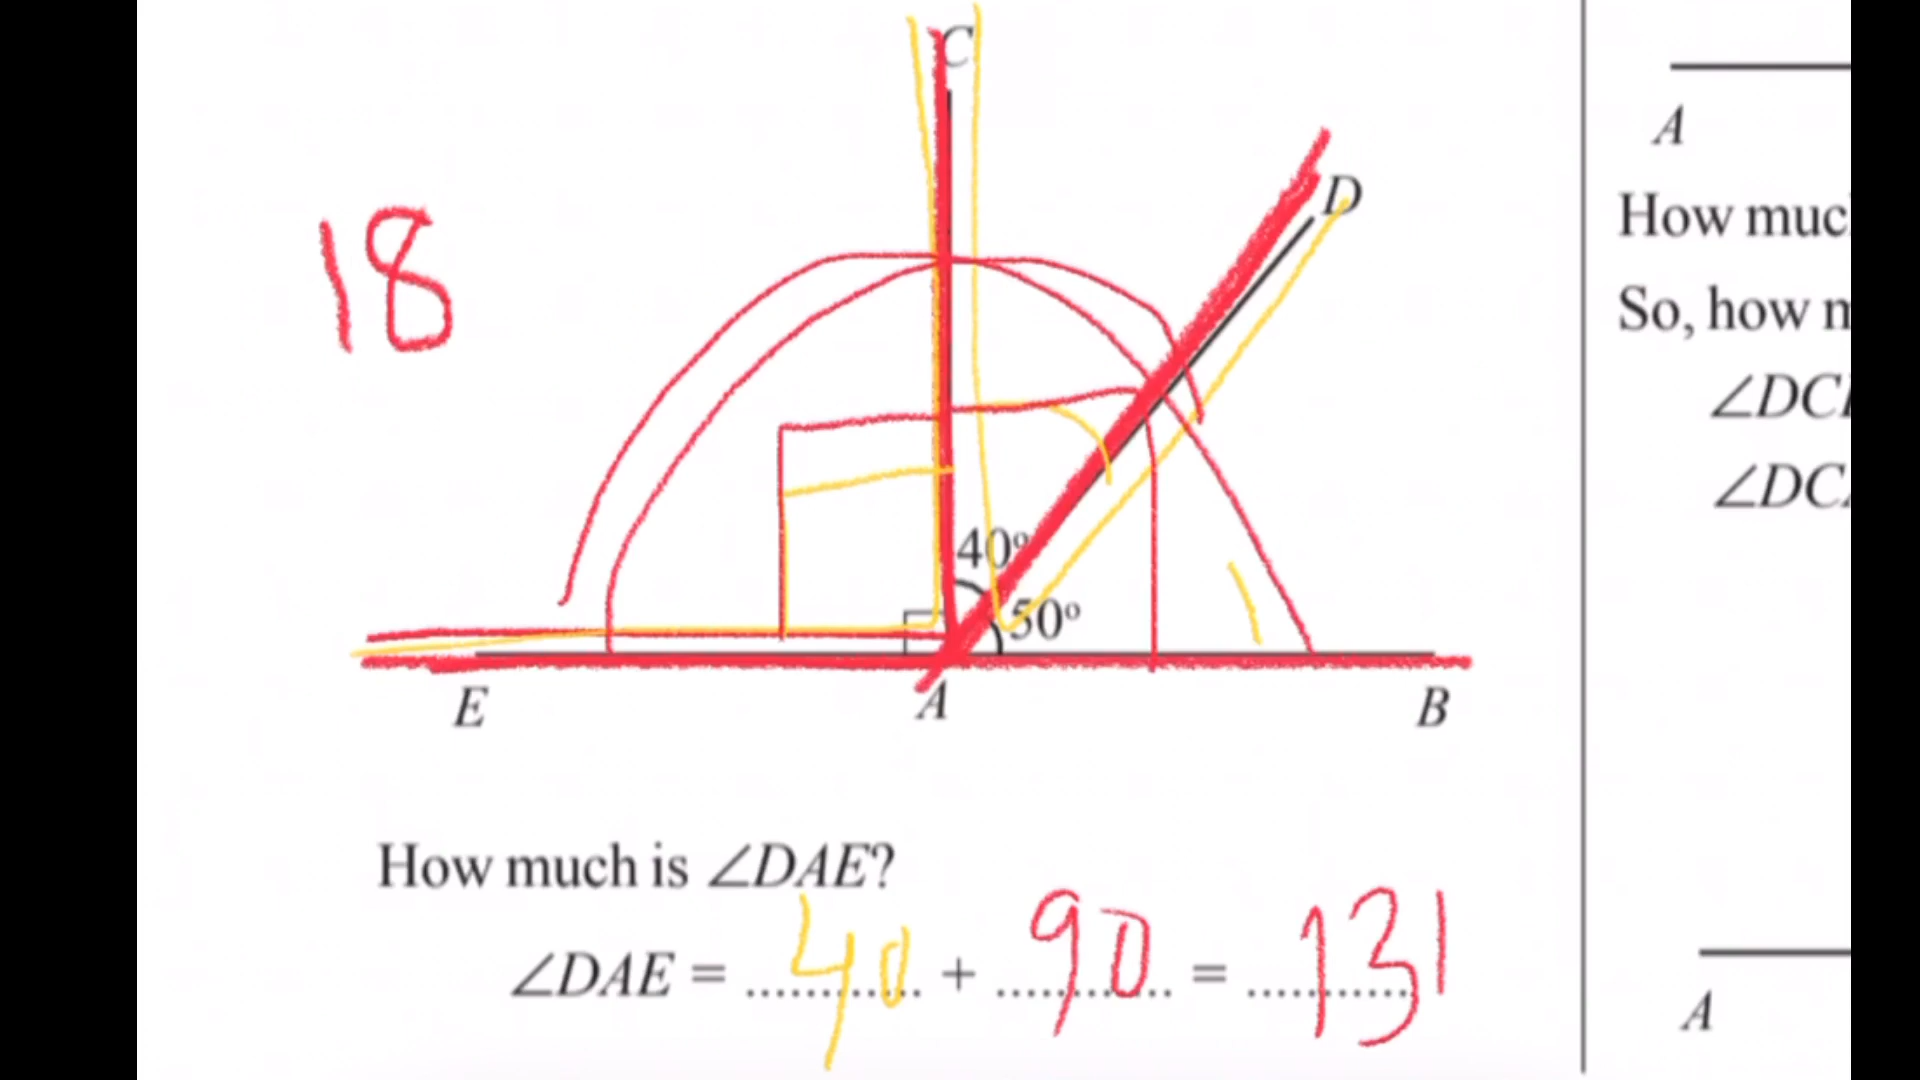 C
D
A
18
How muc
So, how m
∠DC
∠DC
40°
50°
E
A
B
How much is ∠DAE?
∠DAE = 40 + 90 = 131
A